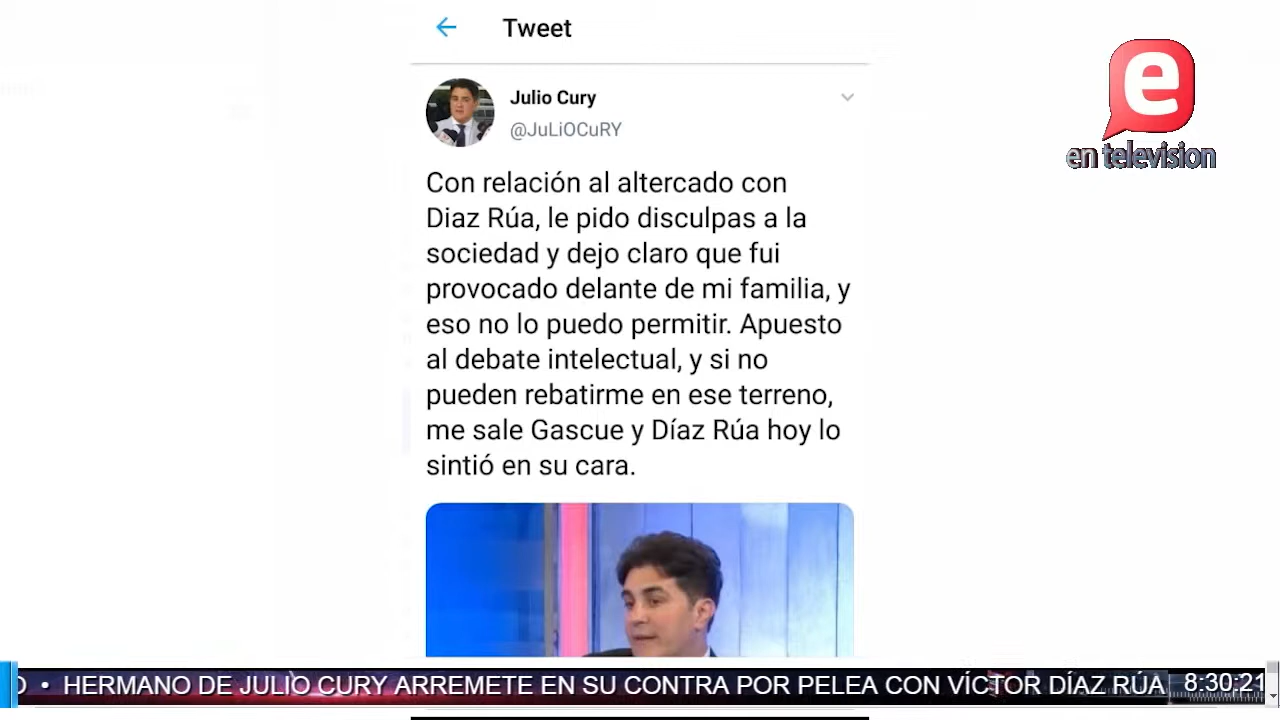 Tweet
Julio Cury
@JuLiOCuRY
e
en television
Con relación al altercado con
Diaz Rúa, le pido disculpas a la
sociedad y dejo claro que fui
provocado delante de mi familia, y
eso no lo puedo permitir. Apuesto
al debate intelectual, y si no
pueden rebatirme en ese terreno,
me sale Gascue y Díaz Rúa hoy lo
sintió en su cara.
• HERMANO DE JULIO CURY ARREMETE EN SU CONTRA POR PELEA CON VÍCTOR DÍAZ RÚA 8:30:21